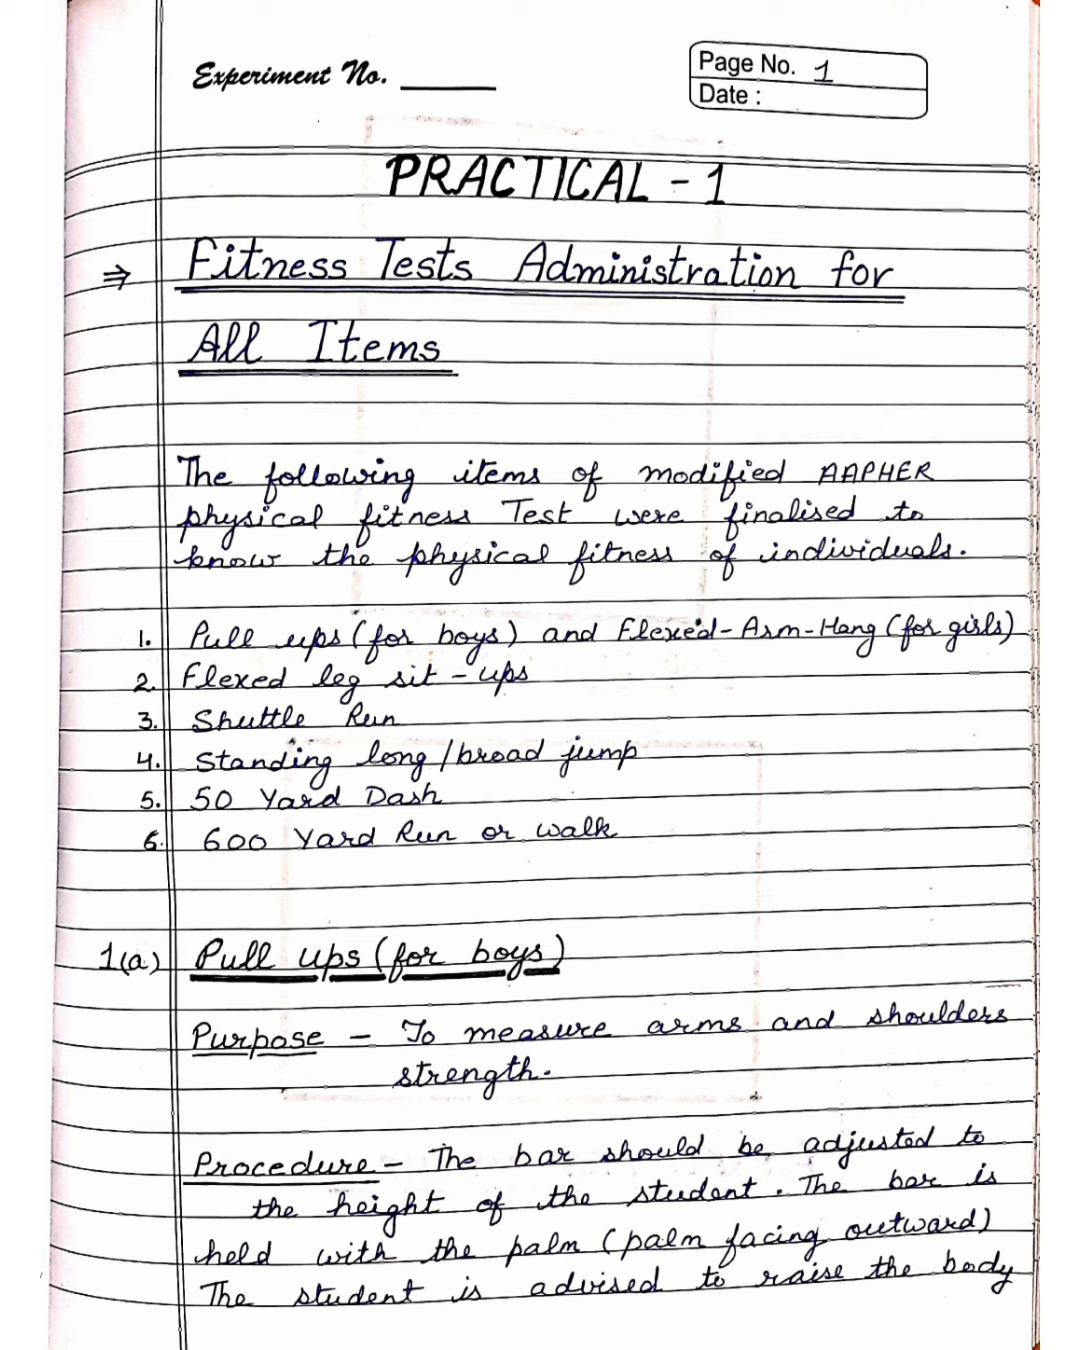 Experiment No.
Page No. 1
Date :
PRACTICAL - 1
⇒ Fitness Tests Administration for
All Items
The following items of modified AAPHER
physical fitness Test were finalised to
know the physical fitness of individuals.
1. Pull ups (for boys) and Flexed-Arm-Hang (for girls)
2. Flexed leg sit - ups
3. Shuttle Run
4. Standing long / broad jump
5. 50 Yard Dash
6. 600 Yard Run or walk
1(a) Pull ups (for boys)
Purpose - To measure arms and shoulders
strength.
Procedure - The bar should be adjusted to
the height of the student. The bar is
held with the palm (palm facing outward)
The student is advised to raise the body